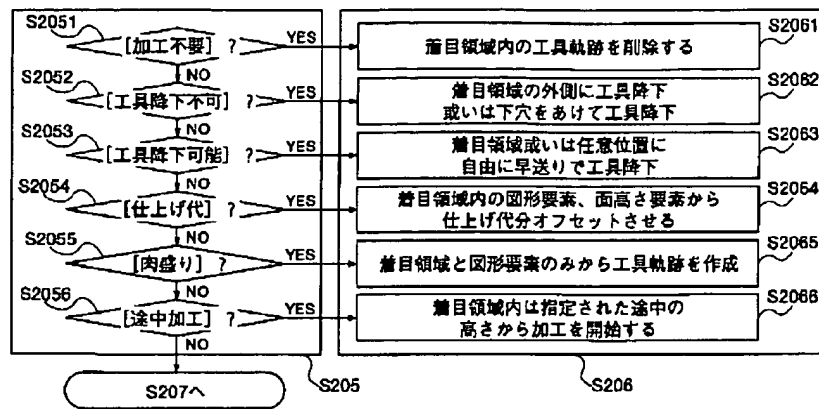 S2051
[加工不要] ?
YES
着目領域内の工具軌跡を削除する
S2061
NO
S2052
[工具降下不可] ?
YES
着目領域の外側に工具降下
或いは下穴をあけて工具降下
S2062
NO
S2053
[工具降下可能] ?
YES
着目領域或いは任意位置に
自由に早送りで工具降下
S2063
NO
S2054
[仕上げ代] ?
YES
着目領域内の図形要素、面高さ要素から
仕上げ代分オフセットさせる
S2064
NO
S2055
[肉盛り] ?
YES
着目領域と図形要素のみから工具軌跡を作成
S2065
NO
S2056
[途中加工] ?
YES
着目領域内は指定された途中の
高さから加工を開始する
S2066
NO
S207へ
S205
S206